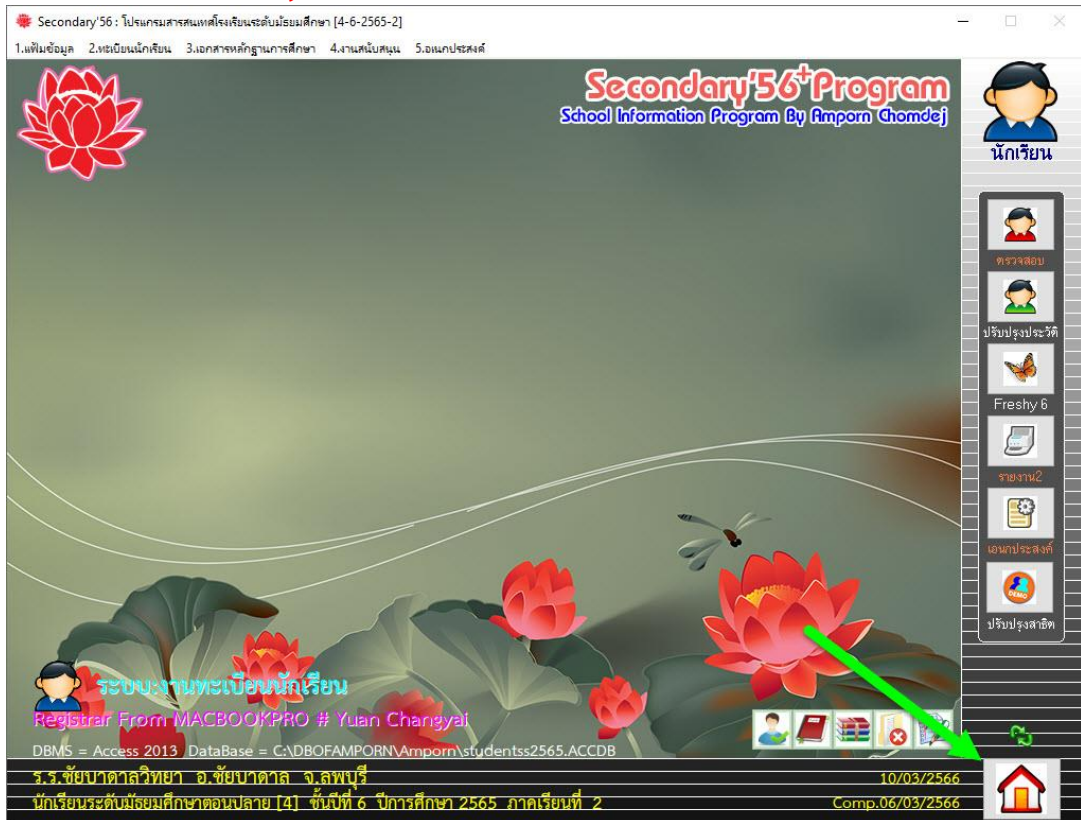 Secondary'56 : โปรแกรมสารสนเทศโรงเรียนระดับมัธยมศึกษา [4-6-2565-2]
1.แฟ้มข้อมูล 2.ทะเบียนนักเรียน 3.เอกสารหลักฐานการศึกษา 4.งานสนับสนุน 5.อเนกประสงค์
Secondary'56+Program
School Information Program By Amporn Chomdej
นักเรียน
ตรวจสอบ
ปรับปรุงประวัติ
Freshy 6
รายงาน2
เอนกประสงค์
DEMO
ปรับปรุงสาธิต
ระบบ:งานทะเบียนนักเรียน
Registrar From MACBOOKPRO # Yuan Changyai
DBMS = Access 2013 DataBase = C:\DBOFAMPORN\Amporn\studentss2565.ACCDB
ร.ร.ชัยบาดาลวิทยา อ.ชัยบาดาล จ.ลพบุรี 10/03/2566
นักเรียนระดับมัธยมศึกษาตอนปลาย [4] ชั้นปีที่ 6 ปีการศึกษา 2565 ภาคเรียนที่ 2 Comp.06/03/2566